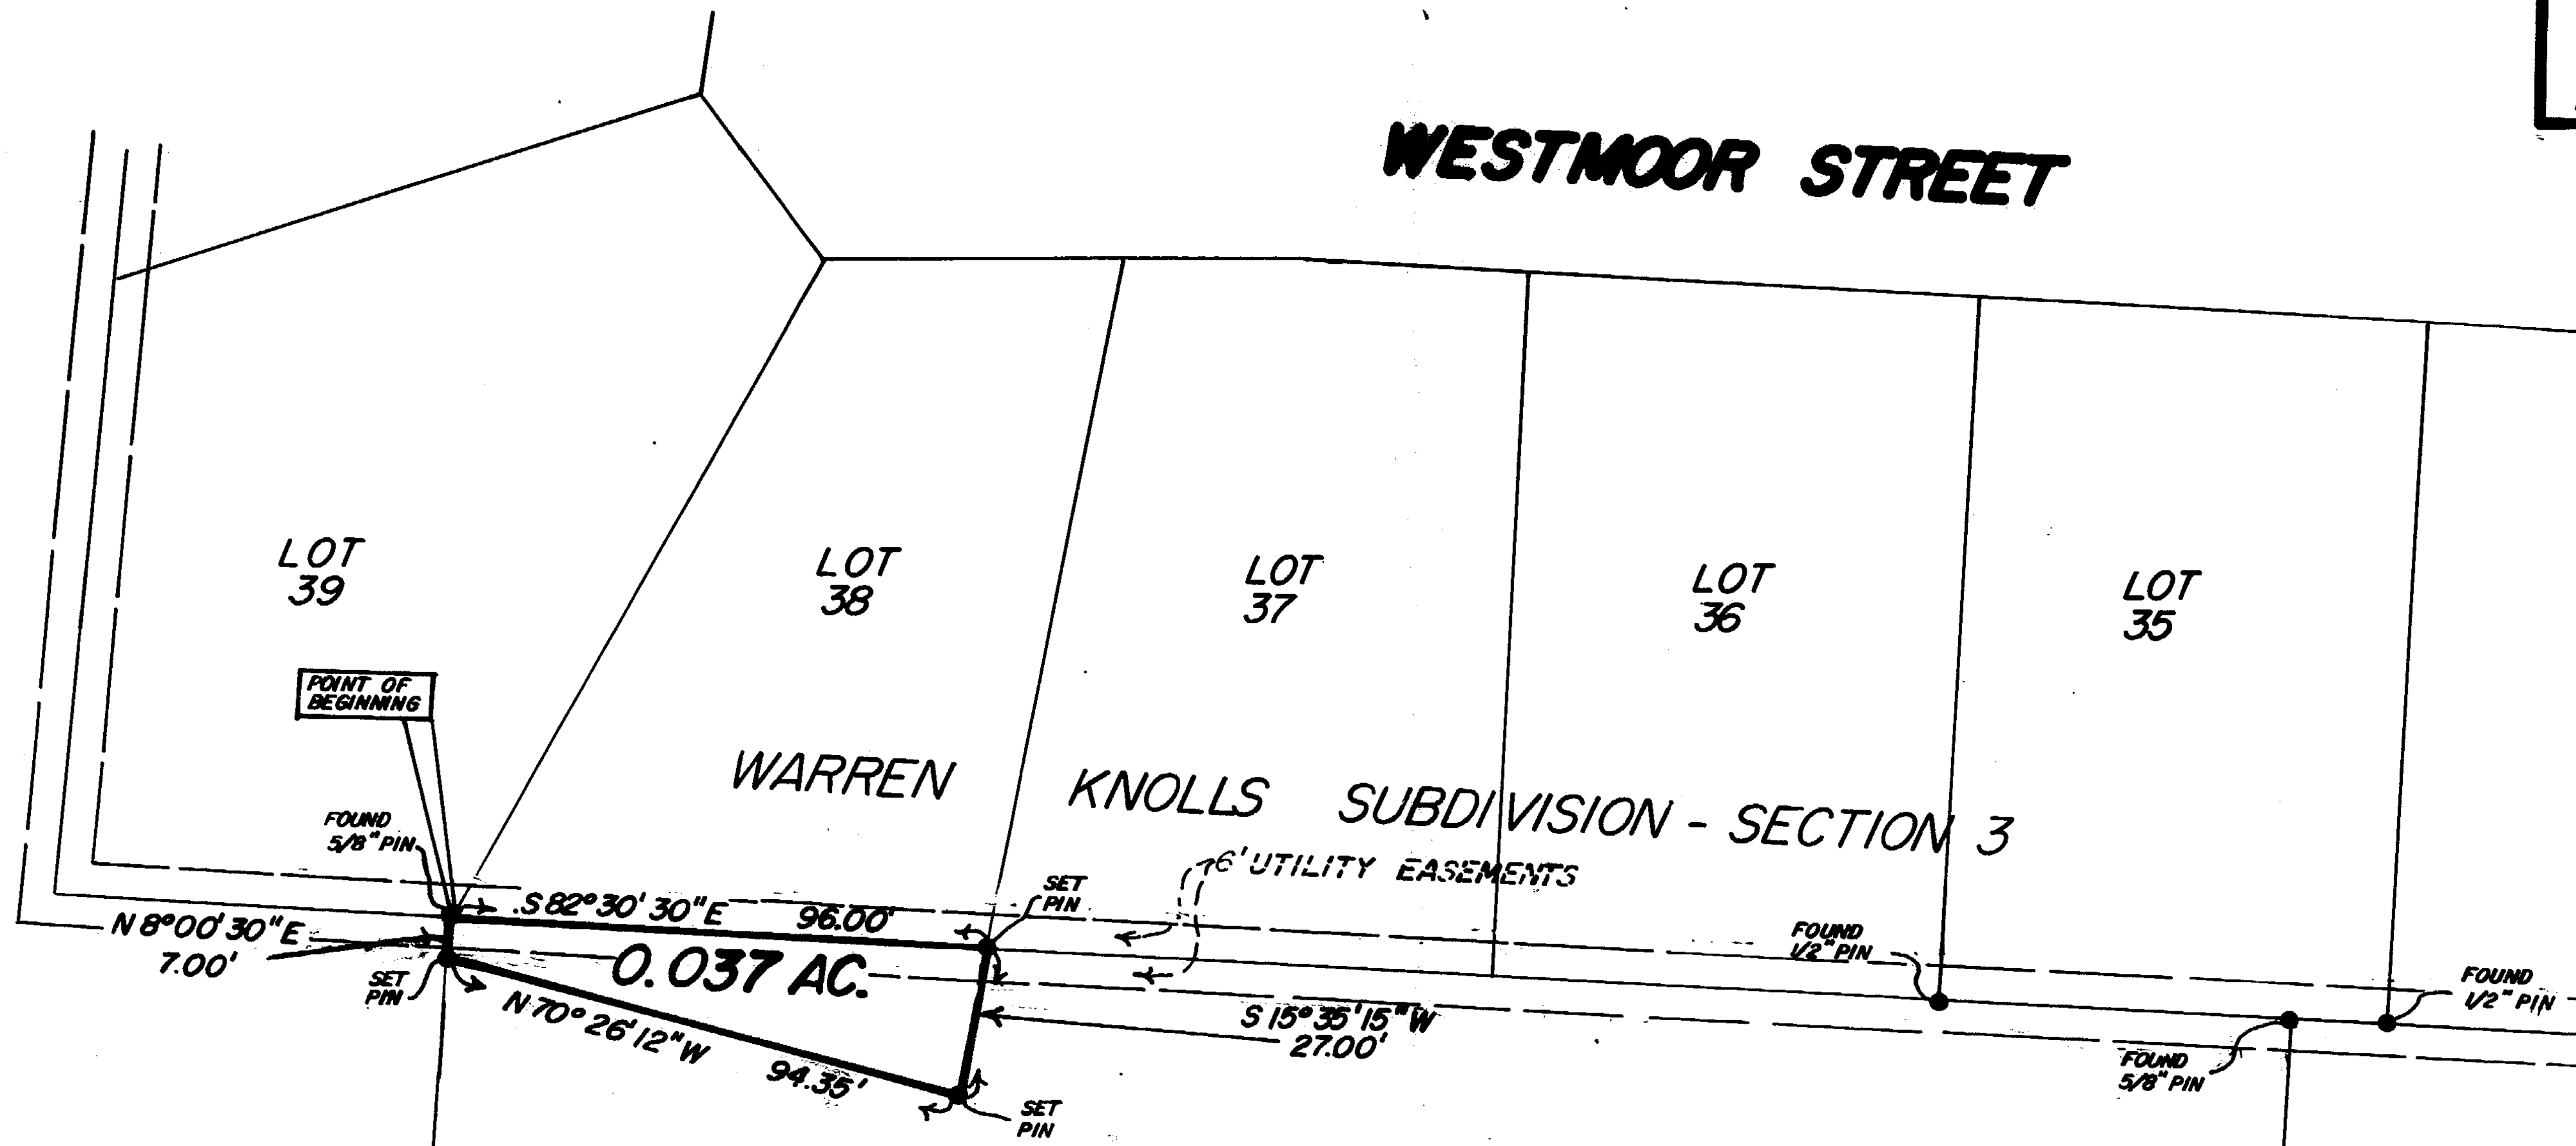 WESTMOOR STREET
LOT
39
LOT
38
LOT
37
LOT
36
LOT
35
POINT OF
BEGINNING
WARREN KNOLLS SUBDIVISION - SECTION 3
FOUND
5/8" PIN
6' UTILITY EASEMENTS
S 82° 30' 30" E 96.00'
SET
PIN
N 8° 00' 30" E
7.00'
0.037 AC.
SET
PIN
N 70° 26' 12" W
94.35'
S 15° 35' 15" W
27.00'
SET
PIN
FOUND
1/2" PIN
FOUND
5/8" PIN
FOUND
1/2" PIN